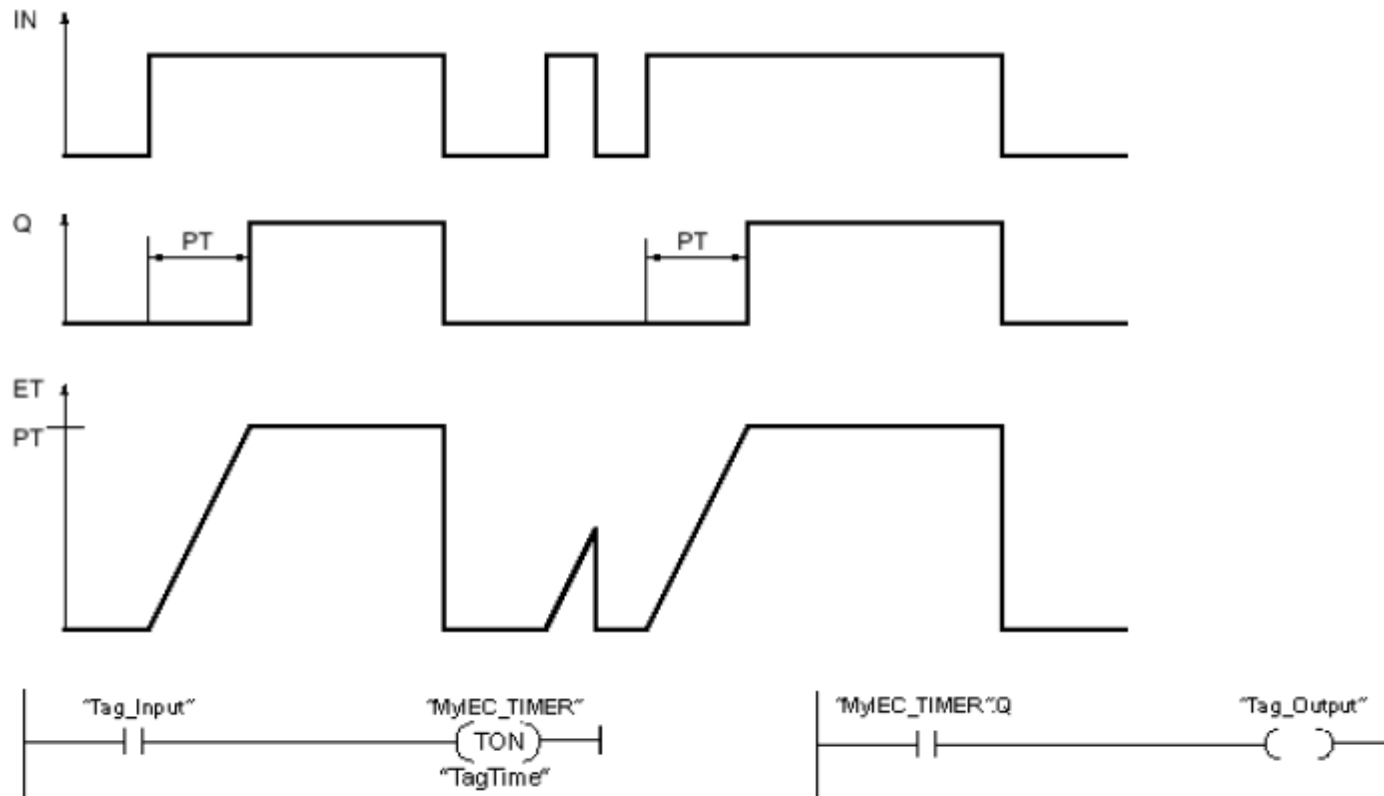 IN
Q
PT
PT
ET
PT
"Tag_Input"
"MyIEC_TIMER"
"MyIEC_TIMER".Q
"Tag_Output"
TON
"TagTime"